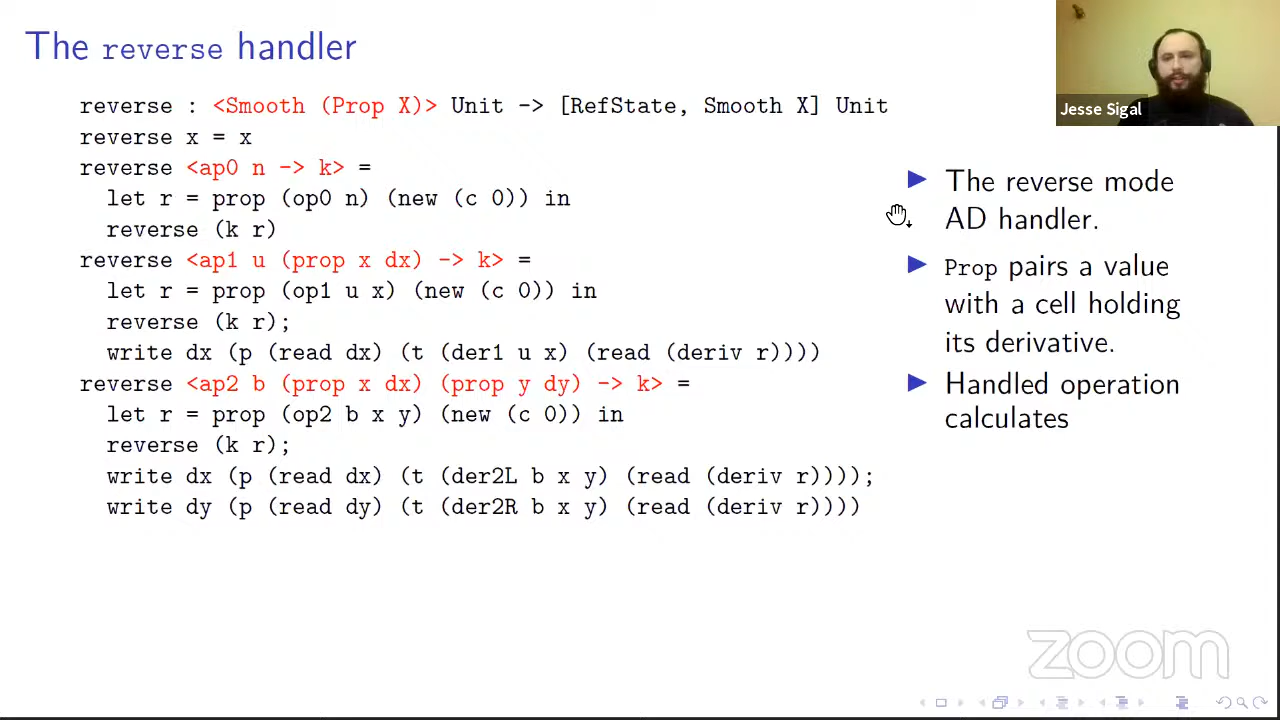 The reverse handler
Jesse Sigal
reverse : <Smooth (Prop X)> Unit -> [RefState, Smooth X] Unit
reverse x = x
reverse <ap0 n -> k> =
let r = prop (op0 n) (new (c 0)) in
reverse (k r)
reverse <ap1 u (prop x dx) -> k> =
let r = prop (op1 u x) (new (c 0)) in
reverse (k r);
write dx (p (read dx) (t (der1 u x) (read (deriv r))))
reverse <ap2 b (prop x dx) (prop y dy) -> k> =
let r = prop (op2 b x y) (new (c 0)) in
reverse (k r);
write dx (p (read dx) (t (der2L b x y) (read (deriv r))));
write dy (p (read dy) (t (der2R b x y) (read (deriv r))))
The reverse mode
AD handler.
Prop pairs a value
with a cell holding
its derivative.
Handled operation
calculates
zoom